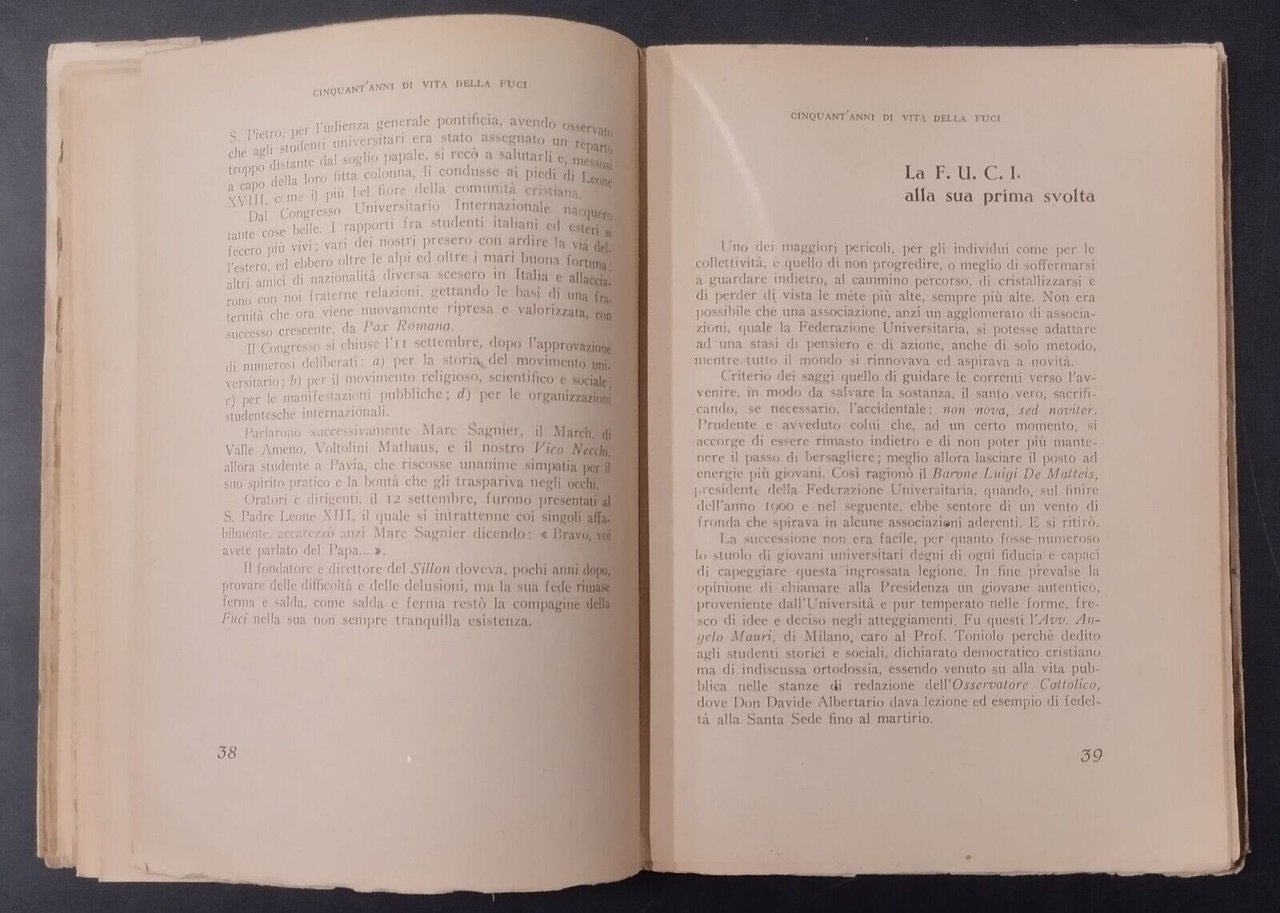 CINQUANT'ANNI DI VITA DELLA FUCI
S. Pietro, per l'udienza generale pontificia, avendo osservato
che agli studenti universitari era stato assegnato un reparto
troppo distante dal soglio papale, si recò a salutarli e, messosi
a capo della loro fitta colonna, li condusse ai piedi di Leone
XVIII, come il più bel fiore della comunità cristiana.
Dal Congresso Universitario Internazionale nacquero
tante cose belle. I rapporti fra studenti italiani ed esteri si
fecero più vivi; vari dei nostri presero con ardire la via del-
l'estero, ed ebbero oltre le alpi ed oltre i mari buona fortuna;
altri amici di nazionalità diversa scesero in Italia e allaccia-
rono con noi fraterne relazioni, gettando le basi di una fra-
ternità che ora viene nuovamente ripresa e valorizzata, con
successo crescente, da Pax Romana.
Il Congresso si chiuse l'11 settembre, dopo l'approvazione
di numerosi deliberati: a) per la storia del movimento uni-
versitario; b) per il movimento religioso, scientifico e sociale;
c) per le manifestazioni pubbliche; d) per le organizzazioni
studentesche internazionali.
Parlarono successivamente Marc Sagnier, il March. di
Valle Ameno, Voltolini Mathaus, e il nostro Vico Necchi,
allora studente a Pavia, che riscosse unanime simpatia per il
suo spirito pratico e la bontà che gli traspariva negli occhi.
Oratori e dirigenti, il 12 settembre, furono presentati al
S. Padre Leone XIII, il quale si intrattenne coi singoli affa-
bilmente, accarezzò anzi Marc Sagnier dicendo: « Bravo, voi
avete parlato del Papa... ».
Il fondatore e direttore del Sillon doveva, pochi anni dopo,
provare delle difficoltà e delle delusioni, ma la sua fede rimase
ferma e salda, come salda e ferma restò la compagine della
Fuci nella sua non sempre tranquilla esistenza.
38
CINQUANT'ANNI DI VITA DELLA FUCI
La F. U. C. I.
alla sua prima svolta
Uno dei maggiori pericoli, per gli individui come per le
collettività, è quello di non progredire, o meglio di soffermarsi
a guardare indietro, al cammino percorso, di cristallizzarsi e
di perder di vista le mète più alte, sempre più alte. Non era
possibile che una associazione, anzi un agglomerato di associa-
zioni, quale la Federazione Universitaria, si potesse adattare
ad una stasi di pensiero e di azione, anche di solo metodo,
mentre tutto il mondo si rinnovava ed aspirava a novità.
Criterio dei saggi quello di guidare le correnti verso l'av-
venire, in modo da salvare la sostanza, il santo vero, sacrifi-
cando, se necessario, l'accidentale: non nova, sed noviter.
Prudente e avveduto colui che, ad un certo momento, si
accorge di essere rimasto indietro e di non poter più mante-
nere il passo di bersagliere; meglio allora lasciare il posto ad
energie più giovani. Così ragionò il Barone Luigi De Matteis,
presidente della Federazione Universitaria, quando, sul finire
dell'anno 1900 e nel seguente, ebbe sentore di un vento di
fronda che spirava in alcune associazioni aderenti. E si ritirò.
La successione non era facile, per quanto fosse numeroso
lo stuolo di giovani universitari degni di ogni fiducia e capaci
di capeggiare questa ingrossata legione. In fine prevalse la
opinione di chiamare alla Presidenza un giovane autentico,
proveniente dall'Università e pur temperato nelle forme, fre-
sco di idee e deciso negli atteggiamenti. Fu questi l'Avv. An-
gelo Mauri, di Milano, caro al Prof. Toniolo perchè dedito
agli studenti storici e sociali, dichiarato democratico cristiano
ma di indiscussa ortodossia, essendo venuto su alla vita pub-
blica nelle stanze di redazione dell'Osservatore Cattolico,
dove Don Davide Albertario dava lezione ed esempio di fedel-
tà alla Santa Sede fino al martirio.
39